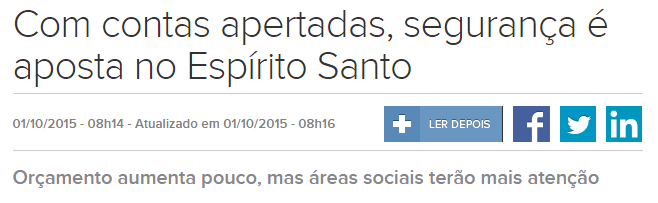 Com contas apertadas, segurança é
aposta no Espírito Santo
01/10/2015 - 08h14 - Atualizado em 01/10/2015 - 08h16
LER DEPOIS
Orçamento aumenta pouco, mas áreas sociais terão mais atenção